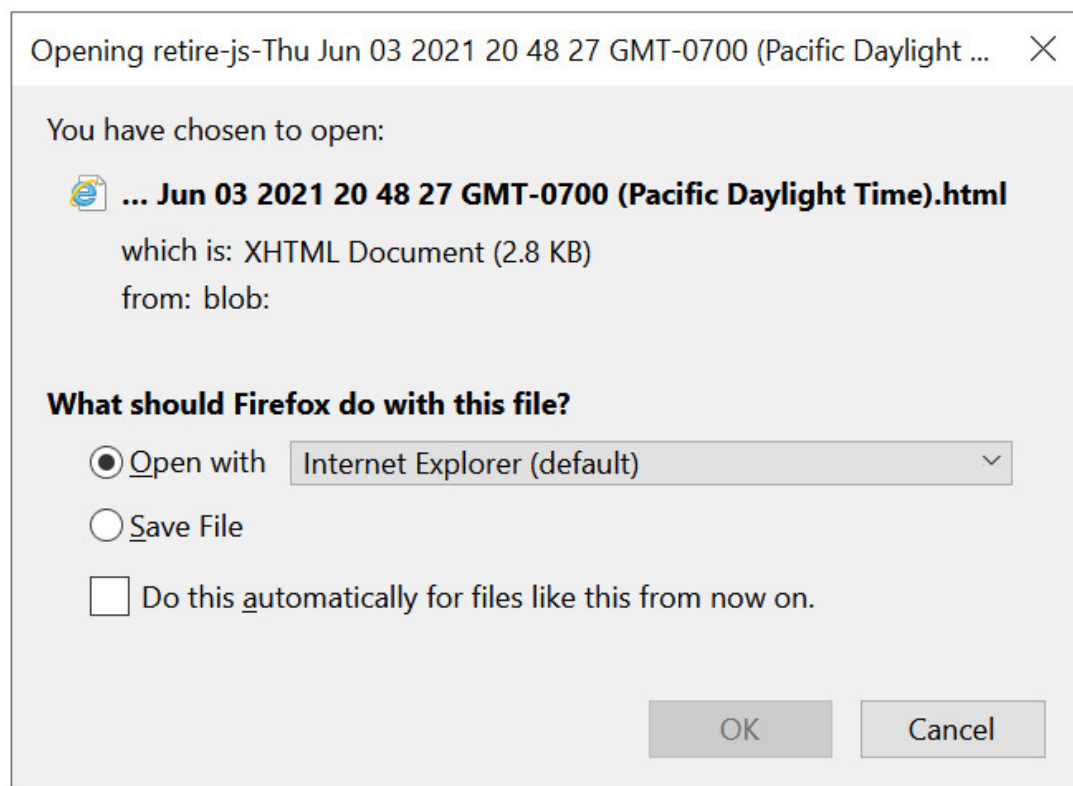 Opening retire-js-Thu Jun 03 2021 20 48 27 GMT-0700 (Pacific Daylight ...
You have chosen to open:
... Jun 03 2021 20 48 27 GMT-0700 (Pacific Daylight Time).html
which is: XHTML Document (2.8 KB)
from: blob:
What should Firefox do with this file?
Open with Internet Explorer (default)
Save File
Do this automatically for files like this from now on.
OK Cancel